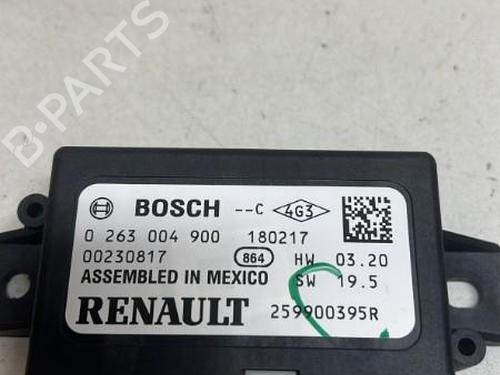 B-PARTS
BOSCH --C 4G3
0 263 004 900 180217
00230817 864 HW 03.20
ASSEMBLED IN MEXICO SW 19.5
RENAULT 259900395R